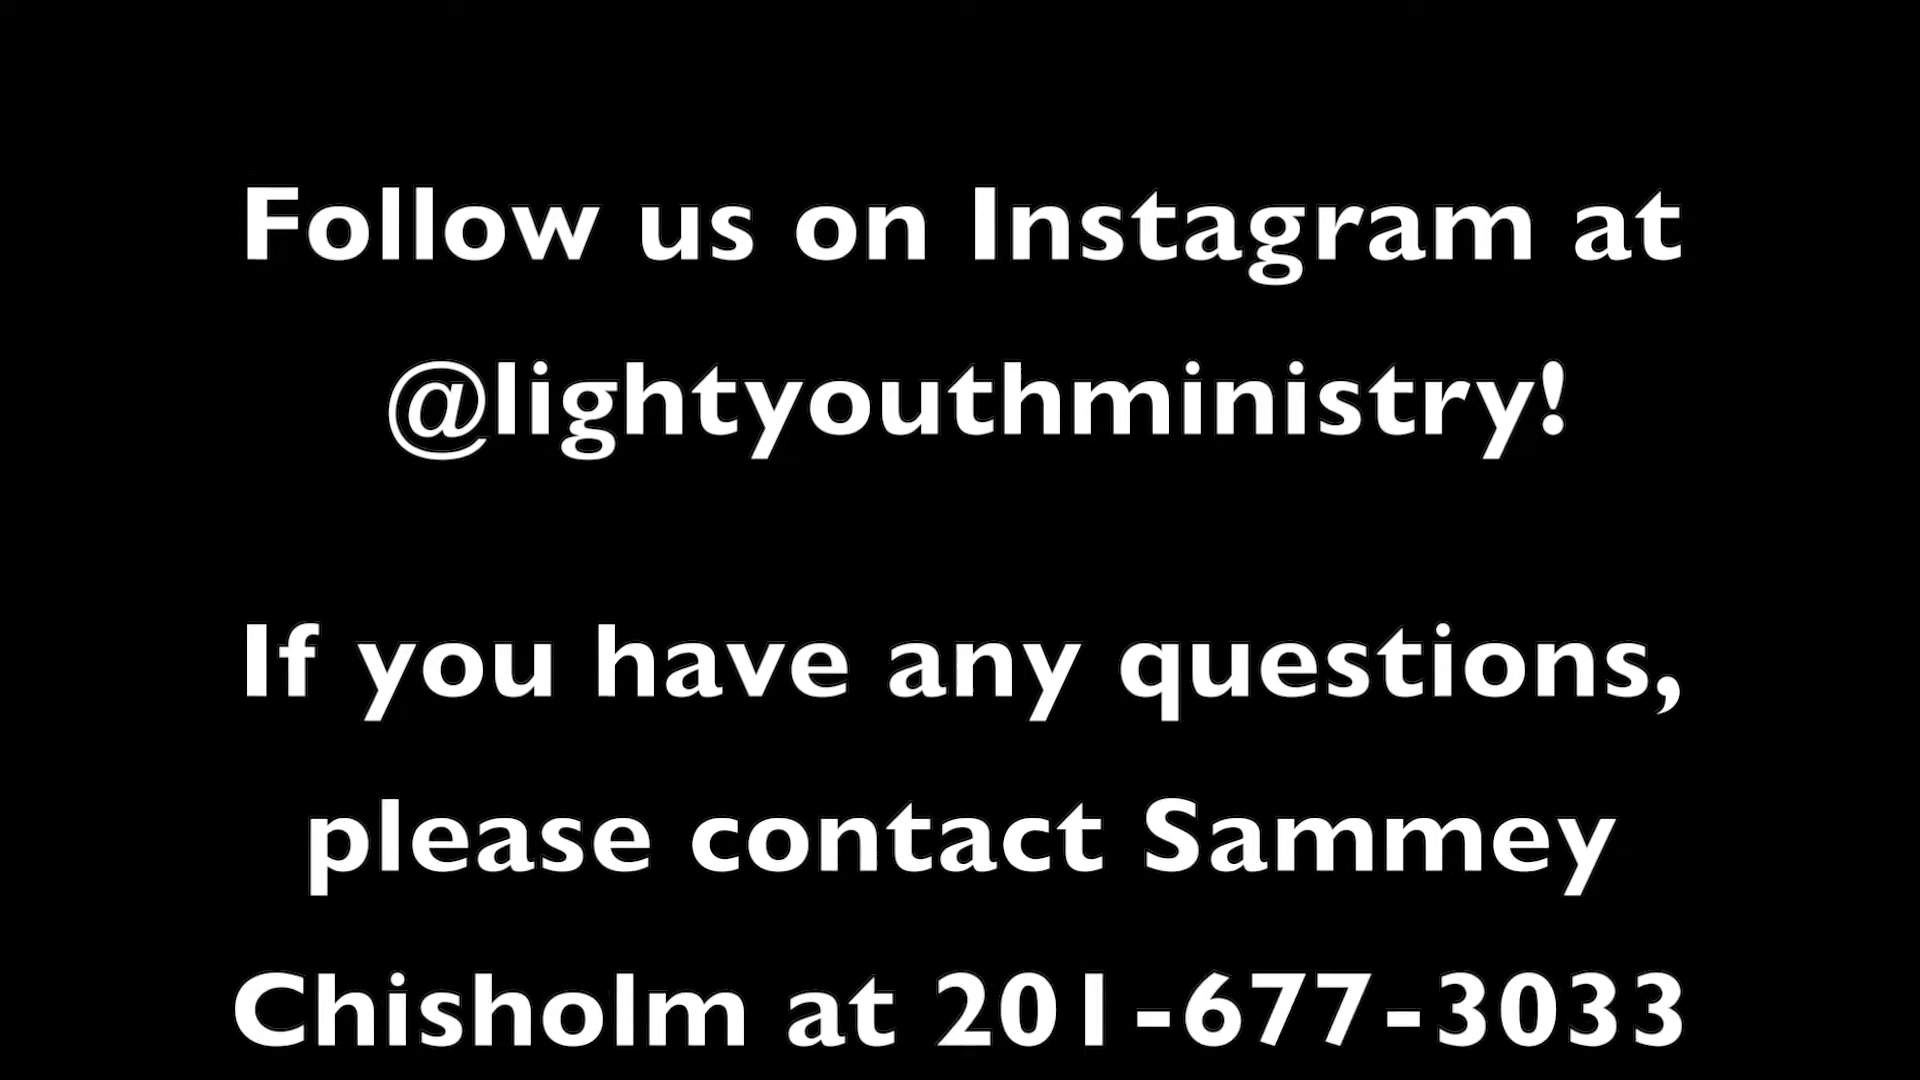 Follow us on Instagram at
@lightyouthministry!
If you have any questions,
please contact Sammey
Chisholm at 201-677-3033